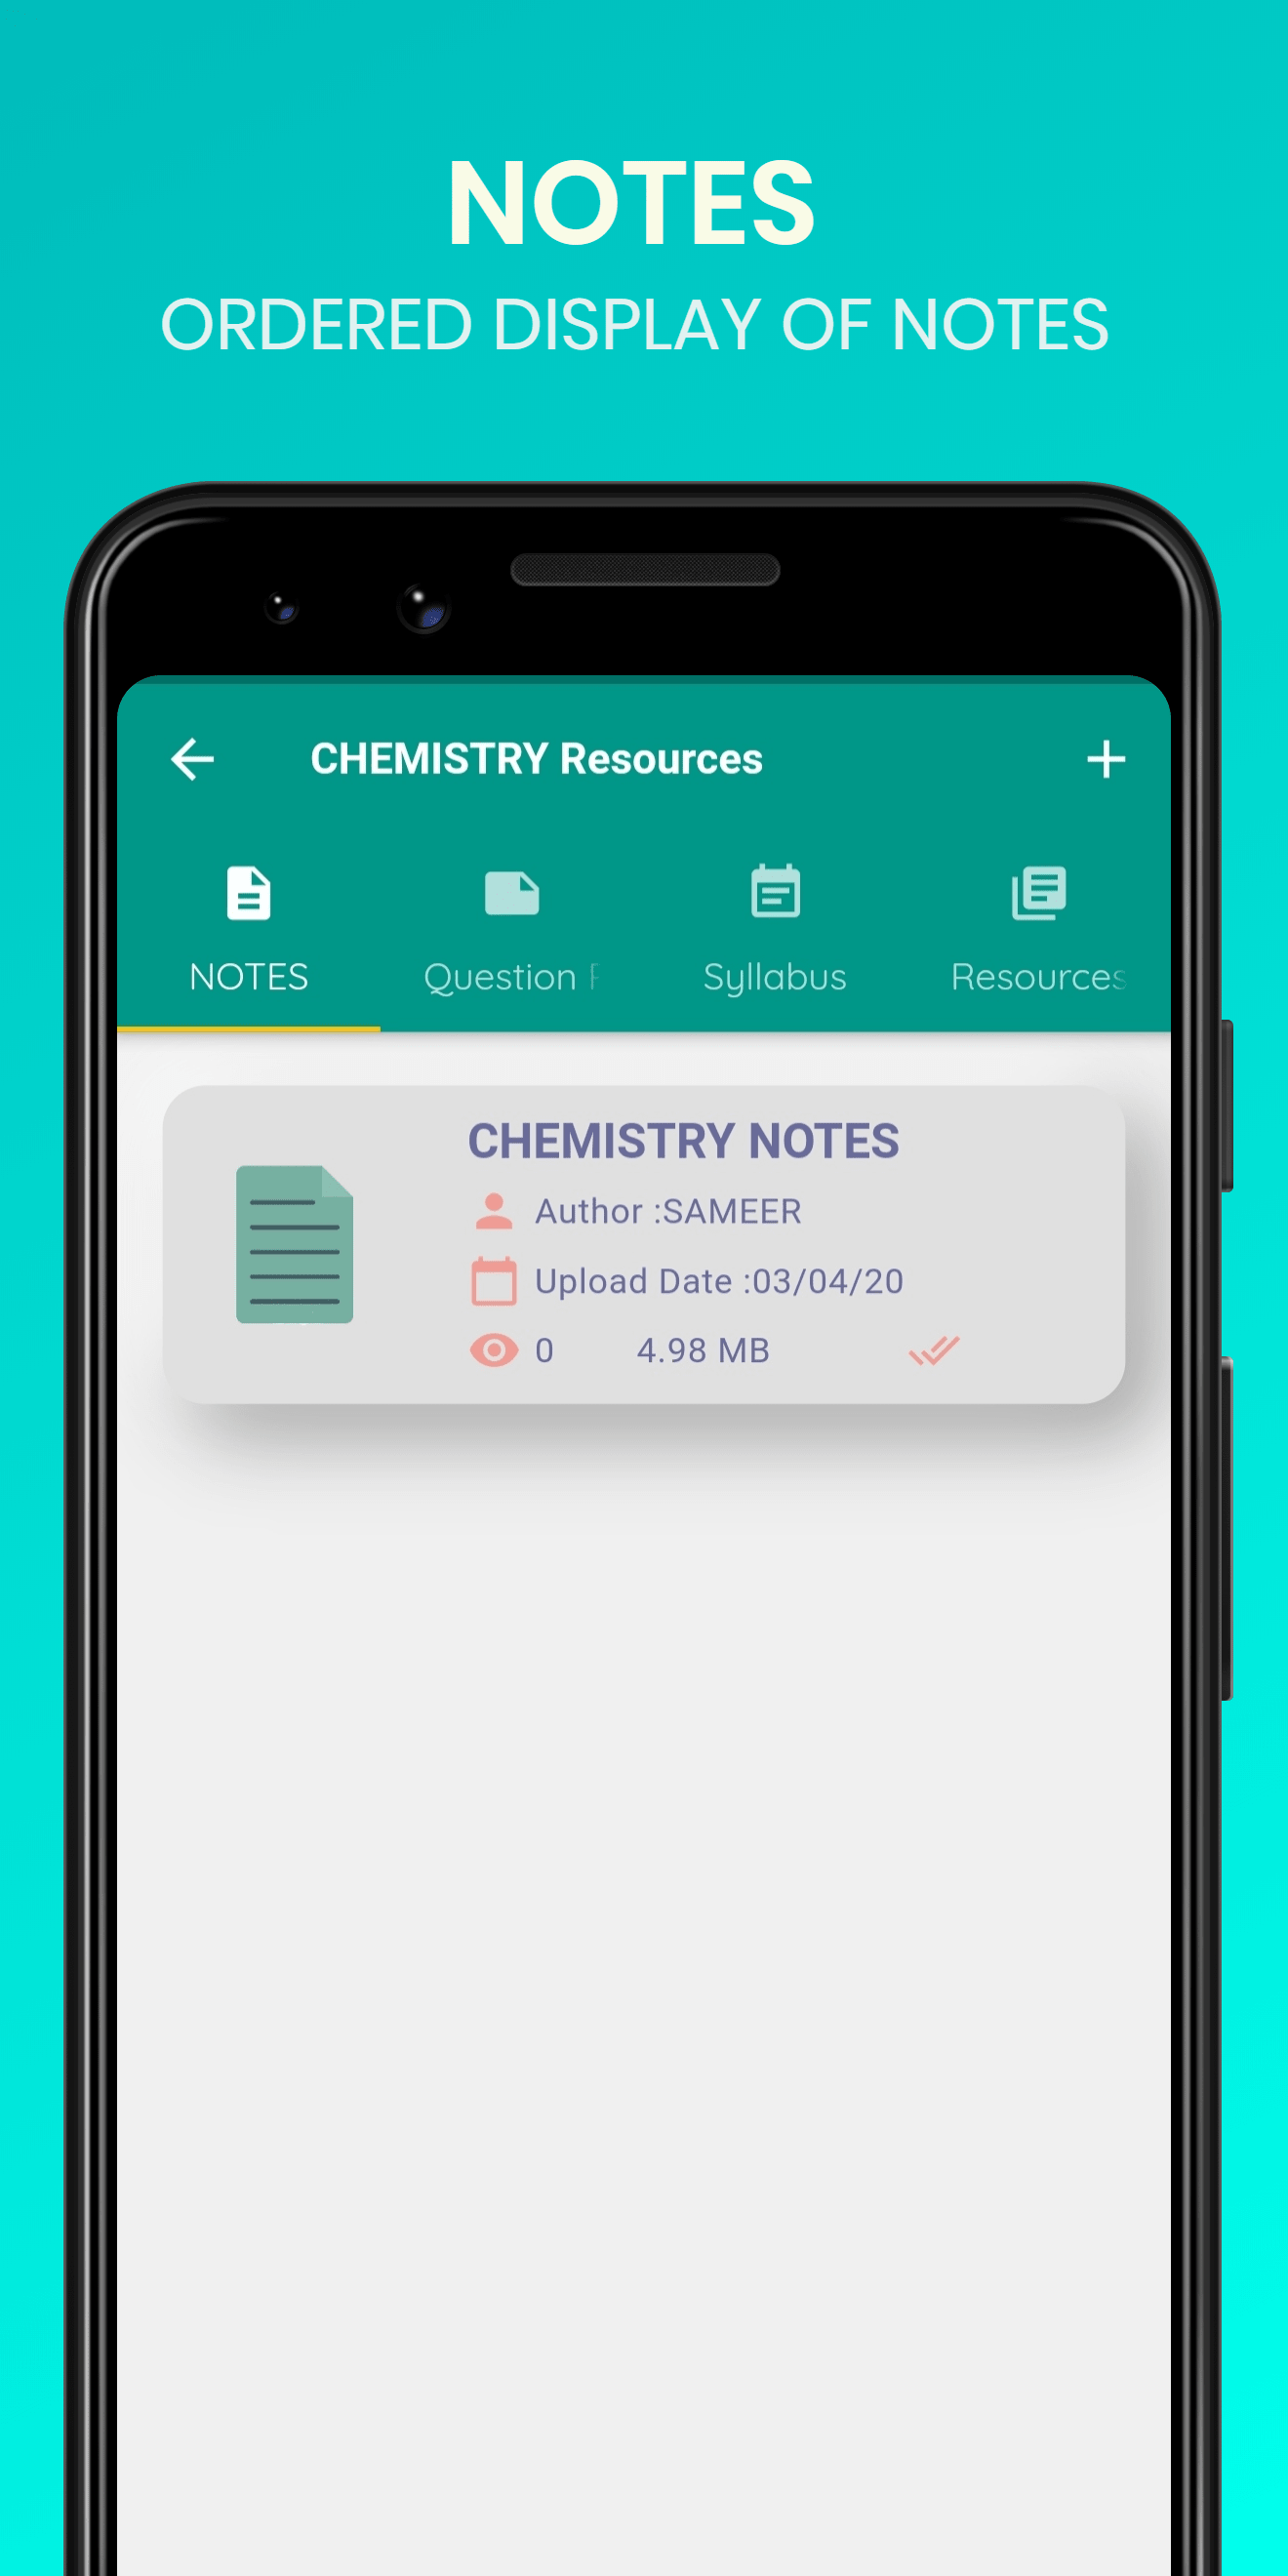 NOTES
ORDERED DISPLAY OF NOTES
CHEMISTRY Resources
NOTES
Question
Syllabus
Resources
CHEMISTRY NOTES
Author :SAMEER
Upload Date :03/04/20
0 4.98 MB